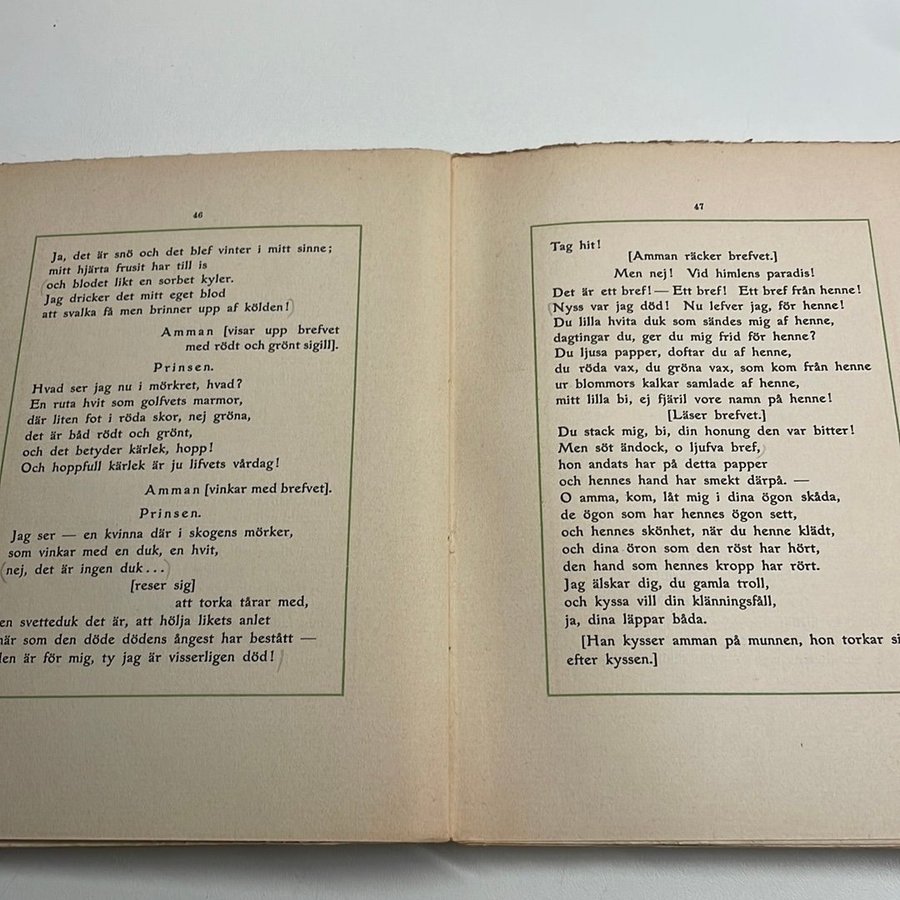 46
Ja, det är snö och det blef vinter i mitt sinne;
mitt hjärta frusit har till is
och blodet likt en sorbet kyler.
Jag dricker det mitt eget blod
att svalka få men brinner upp af kölden!
Amman [visar upp brefvet
med rödt och grönt sigill].
Prinsen.
Hvad ser jag nu i mörkret, hvad?
En ruta hvit som golfvets marmor,
där liten fot i röda skor, nej gröna,
det är båd rödt och grönt,
och det betyder kärlek, hopp!
Och hoppfull kärlek är ju lifvets vårdag!
Amman [vinkar med brefvet].
Prinsen.
Jag ser — en kvinna där i skogens mörker,
som vinkar med en duk, en hvit,
nej, det är ingen duk...
[reser sig]
att torka tårar med,
en svetteduk det är, att hölja likets anlet
när som den döde dödens ångest har bestått —
den är för mig, ty jag är visserligen död!
47
Tag hit!
[Amman räcker brefvet.]
Men nej! Vid himlens paradis!
Det är ett bref! — Ett bref! Ett bref från henne!
Nyss var jag död! Nu lefver jag, för henne!
Du lilla hvita duk som sändes mig af henne,
dagtingar du, ger du mig frid för henne?
Du ljusa papper, doftar du af henne,
du röda vax, du gröna vax, som kom från henne
ur blommors kalkar samlade af henne,
mitt lilla bi, ej fjäril vore namn på henne!
[Läser brefvet.]
Du stack mig, bi, din honung den var bitter!
Men söt ändock, o ljufva bref,
hon andats har på detta papper
och hennes hand har smekt därpå. —
O amma, kom, låt mig i dina ögon skåda,
de ögon som har hennes ögon sett,
och hennes skönhet, när du henne klädt,
och dina öron som den röst har hört,
den hand som hennes kropp har rört.
Jag älskar dig, du gamla troll,
och kyssa vill din klänningsfåll,
ja, dina läppar båda.
[Han kysser amman på munnen, hon torkar si
efter kyssen.]